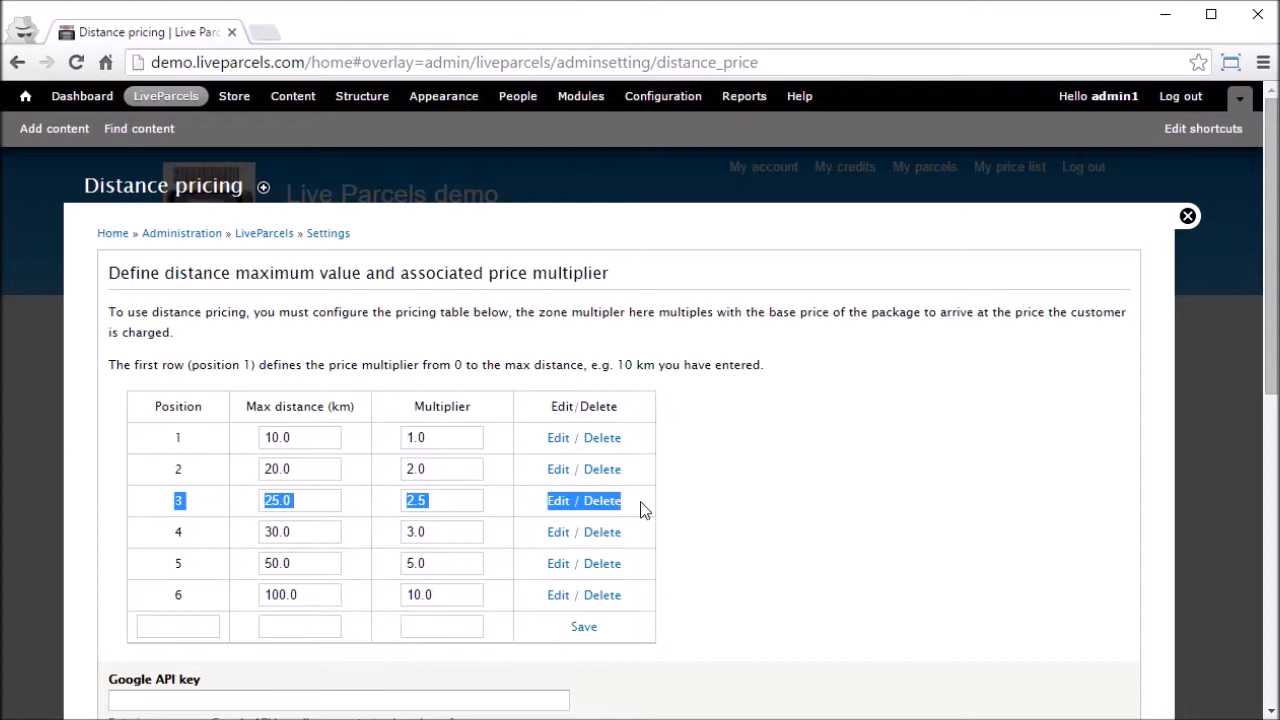 Distance pricing | Live Parc
demo.liveparcels.com/home#overlay=admin/liveparcels/adminsetting/distance_price
Dashboard LiveParcels Store Content Structure Appearance People Modules Configuration Reports Help Hello admin1 Log out
Add content Find content Edit shortcuts
My account My credits My parcels My price list Log out
Distance pricing Live Parcels demo
Home » Administration » LiveParcels » Settings
Define distance maximum value and associated price multiplier
To use distance pricing, you must configure the pricing table below, the zone multipler here multiples with the base price of the package to arrive at the price the customer
is charged.
The first row (position 1) defines the price multiplier from 0 to the max distance, e.g. 10 km you have entered.
Position Max distance (km) Multiplier Edit/Delete
1 10.0 1.0 Edit / Delete
2 20.0 2.0 Edit / Delete
3 25.0 2.5 Edit / Delete
4 30.0 3.0 Edit / Delete
5 50.0 5.0 Edit / Delete
6 100.0 10.0 Edit / Delete
Save
Google API key